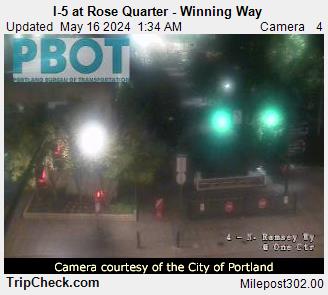 I-5 at Rose Quarter - Winning Way
Updated May 16 2024 1:34 AM Camera 4
PBOT
PORTLAND BUREAU OF TRANSPORTATION
4 - N. Ramsey Wy
@ One Ctr
Camera courtesy of the City of Portland
TripCheck.com Milepost302.00